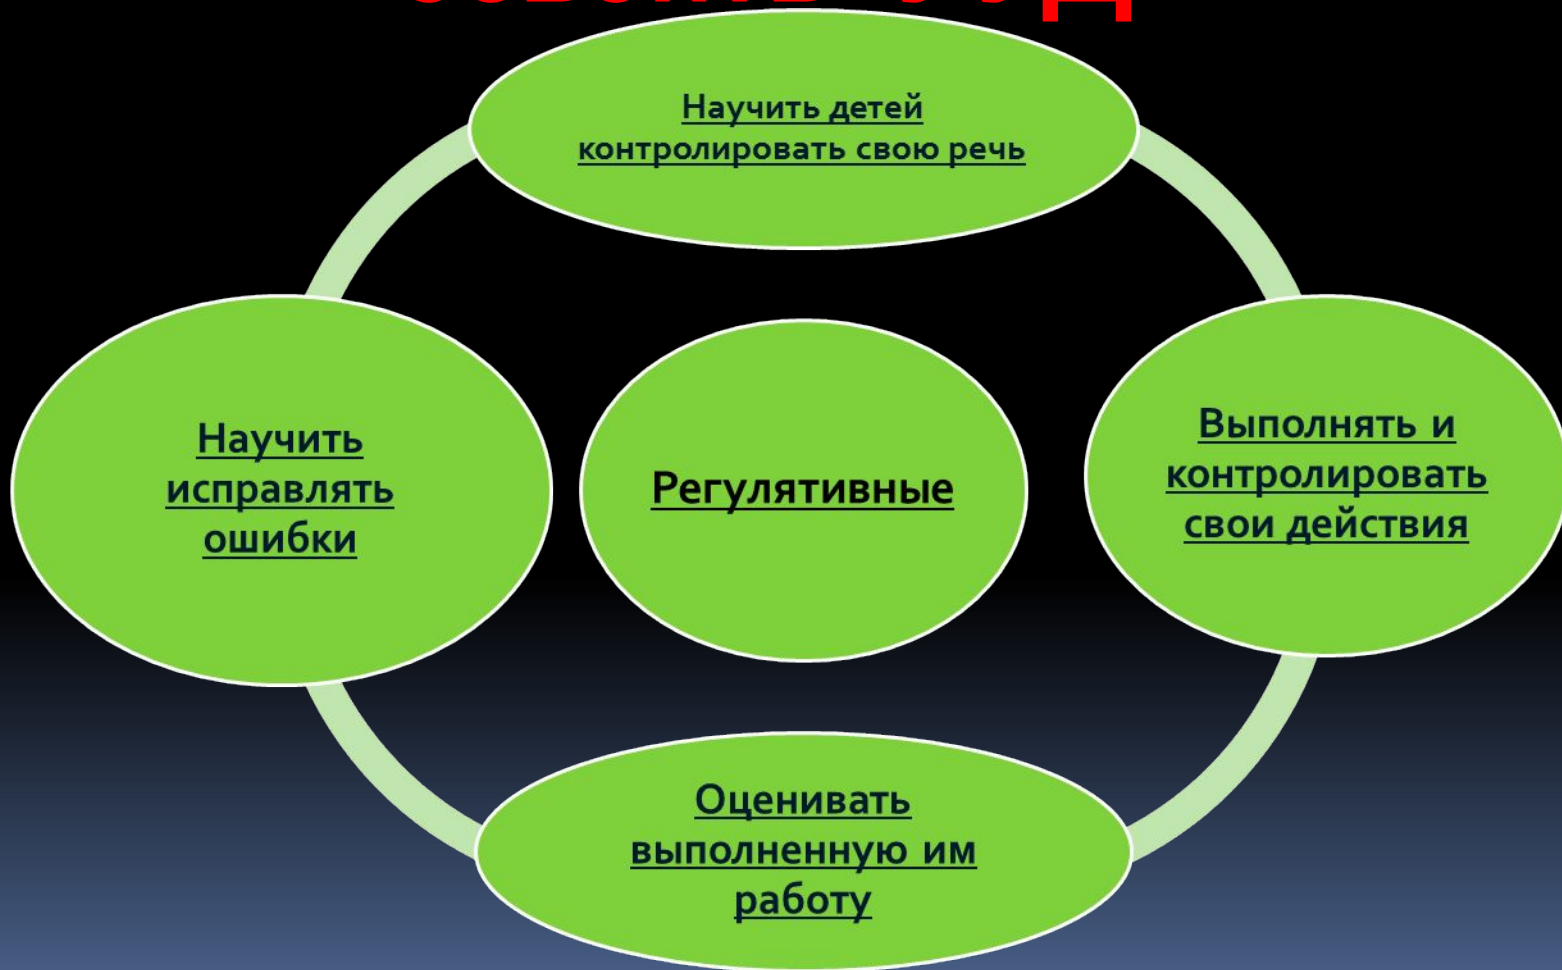 Научить детей
контролировать свою речь
Научить
исправлять
ошибки
Регулятивные
Выполнять и
контролировать
свои действия
Оценивать
выполненную им
работу